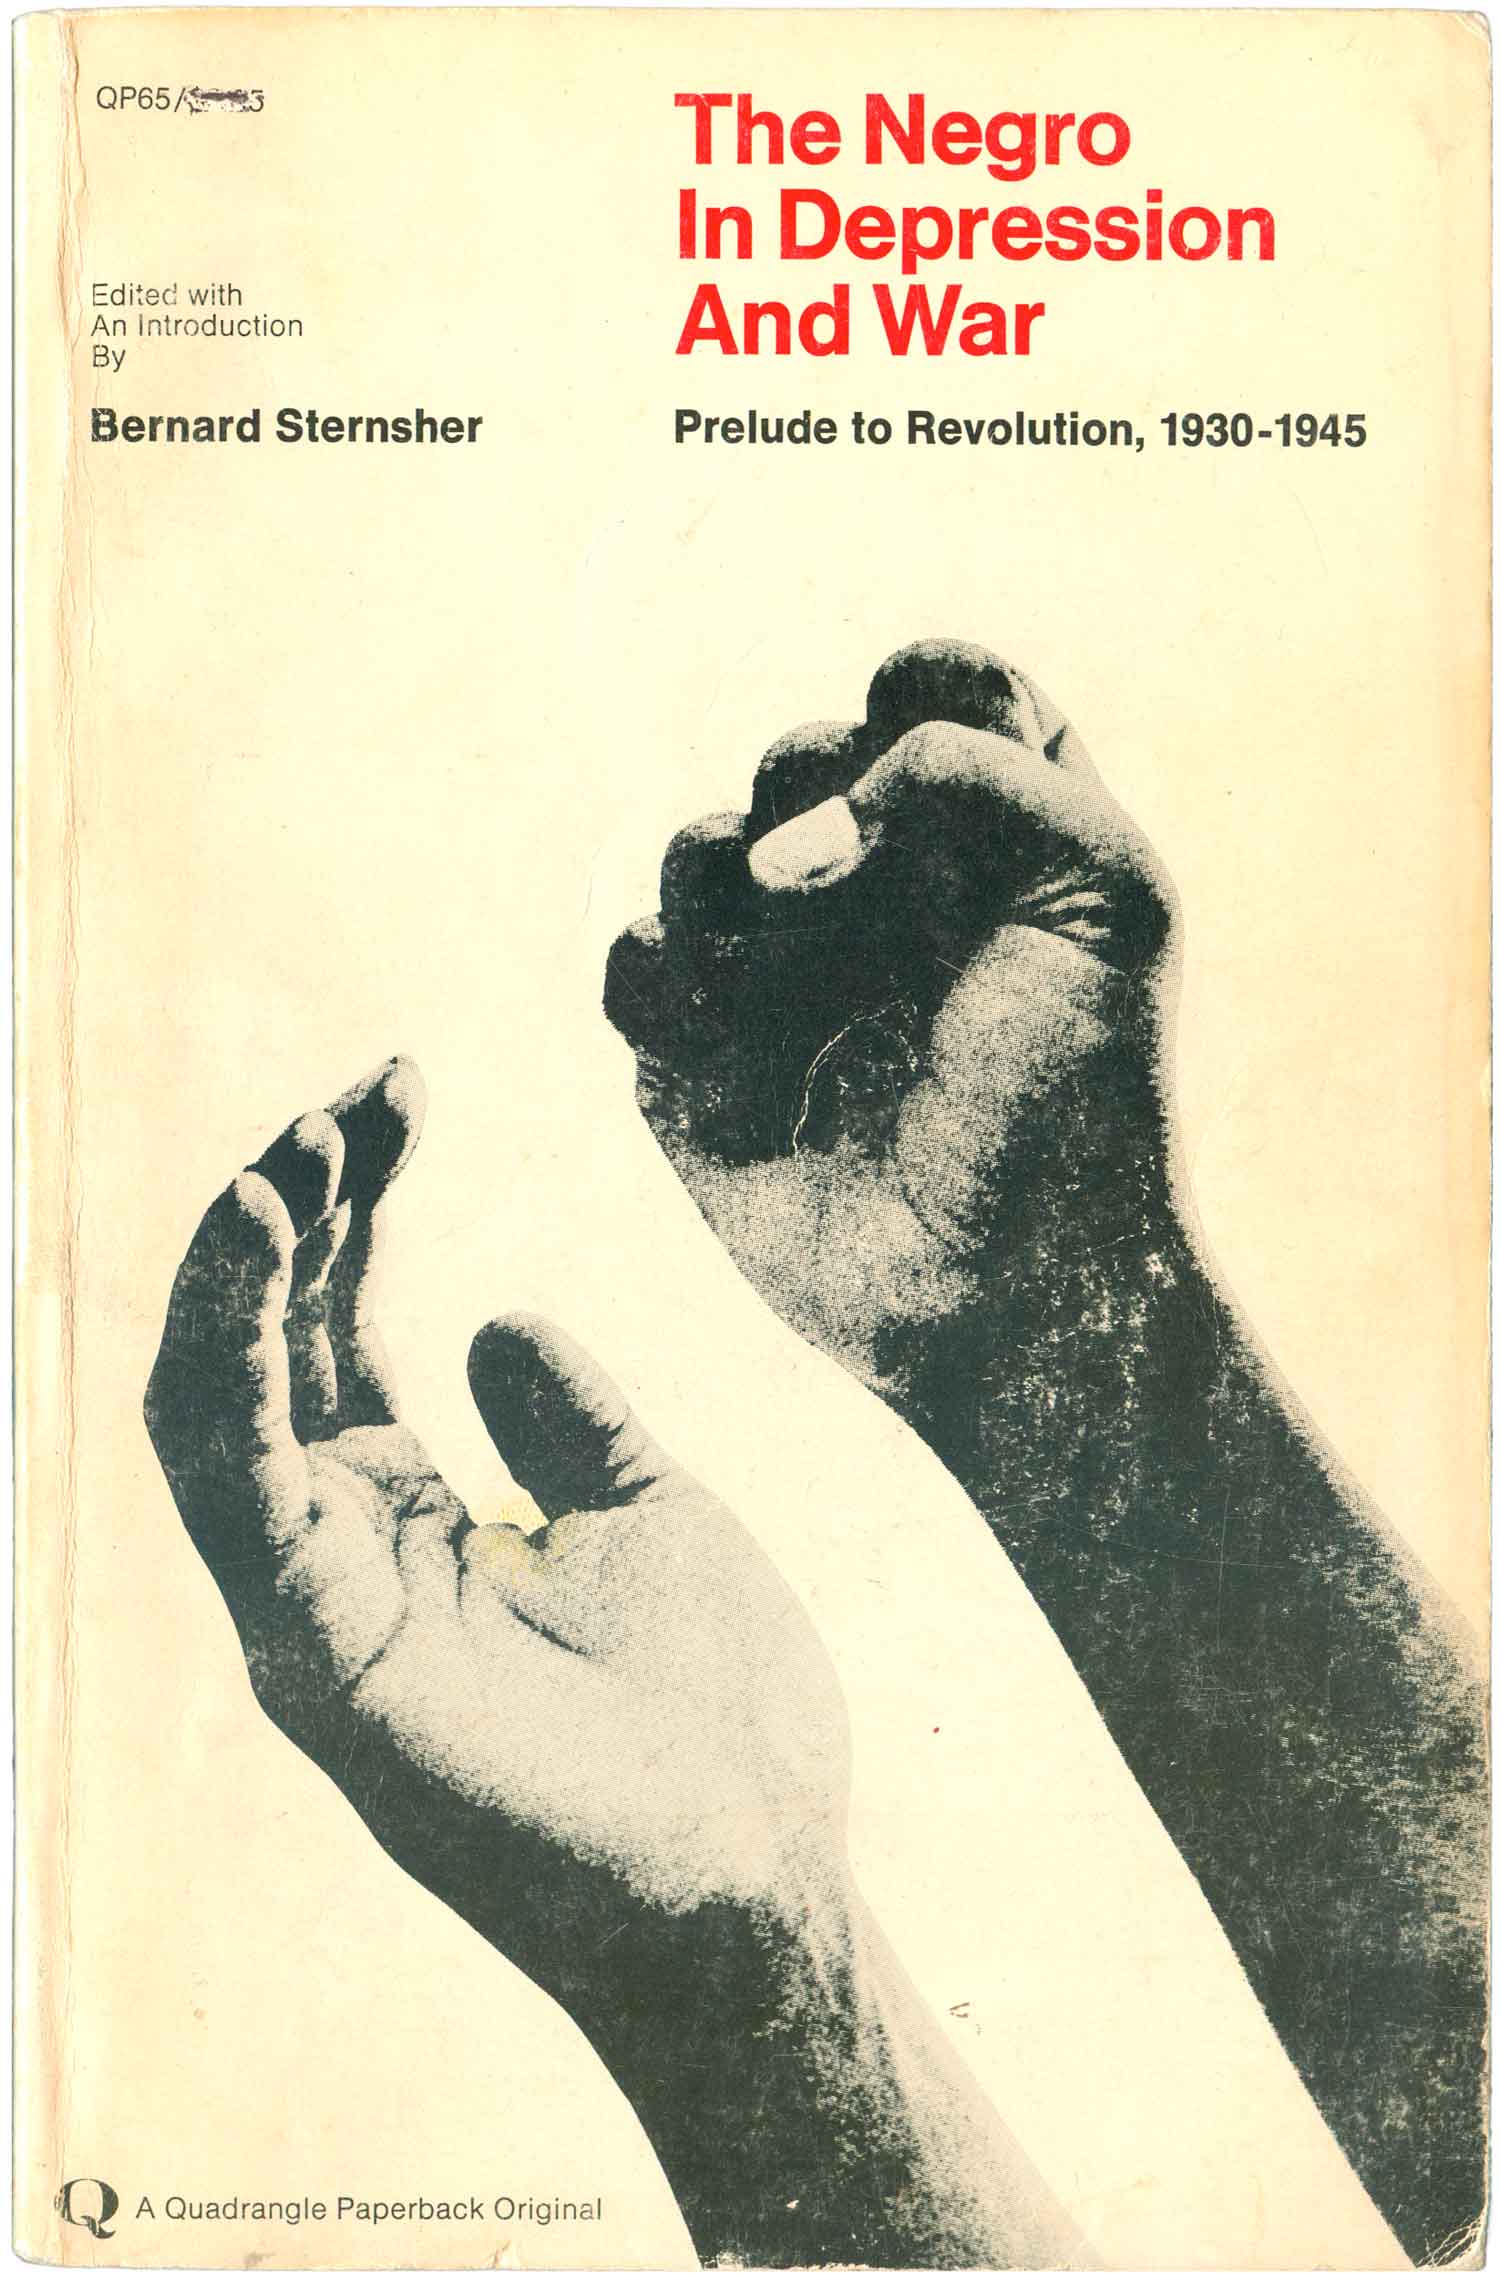 QP65/
The Negro
In Depression
And War
Edited with
An Introduction
By
Bernard Sternsher
Prelude to Revolution, 1930-1945
Q A Quadrangle Paperback Original